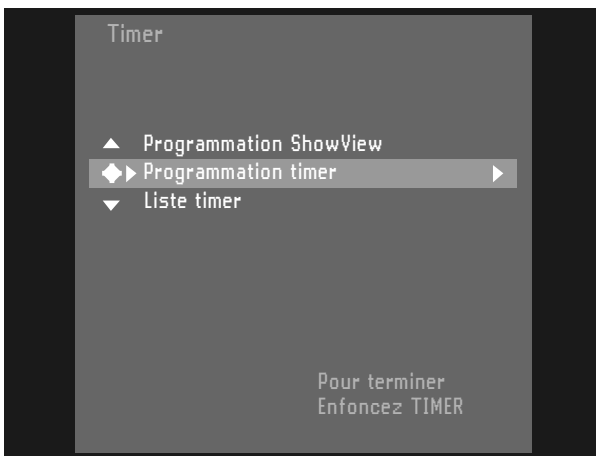 Timer
Programmation ShowView
Programmation timer
Liste timer
Pour terminer
Enfoncez TIMER